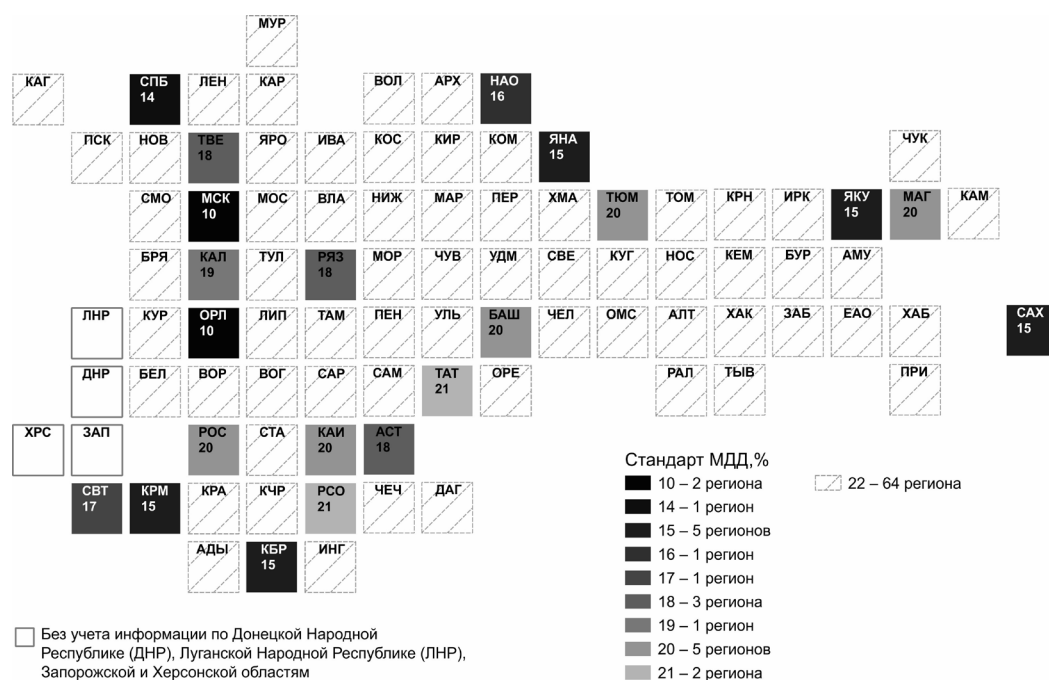 МУР
КАГ СПБ ЛЕН КАР ВОЛ АРХ НАО
14 16
ПСК НОВ ТВЕ ЯРО ИВА КОС КИР КОМ ЯНА ЧУК
18 15
СМО МСК МОС ВЛА НИЖ МАР ПЕР ХМА ТЮМ ТОМ КРН ИРК ЯКУ МАГ КАМ
10 20 15 20
БРЯ КАЛ ТУЛ РЯЗ МОР ЧУВ УДМ СВЕ КУГ НОС КЕМ БУР АМУ
19 18
ЛНР КУР ОРЛ ЛИП ТАМ ПЕН УЛЬ БАШ ЧЕЛ ОМС АЛТ ХАК ЗАБ ЕАО ХАБ САХ
10 20 15
ДНР БЕЛ ВОР ВОГ САР САМ ТАТ ОРЕ РАЛ ТЫВ ПРИ
21
ХРС ЗАП РОС СТА КАИ АСТ
20 20 18
СВТ КРМ КРА КЧР РСО ЧЕЧ ДАГ
17 15 21
АДЫ КБР ИНГ
15
Стандарт МДД,%
10 – 2 региона
14 – 1 регион
15 – 5 регионов
16 – 1 регион
17 – 1 регион
18 – 3 региона
19 – 1 регион
20 – 5 регионов
21 – 2 региона
22 – 64 региона
Без учета информации по Донецкой Народной
Республике (ДНР), Луганской Народной Республике (ЛНР),
Запорожской и Херсонской областям